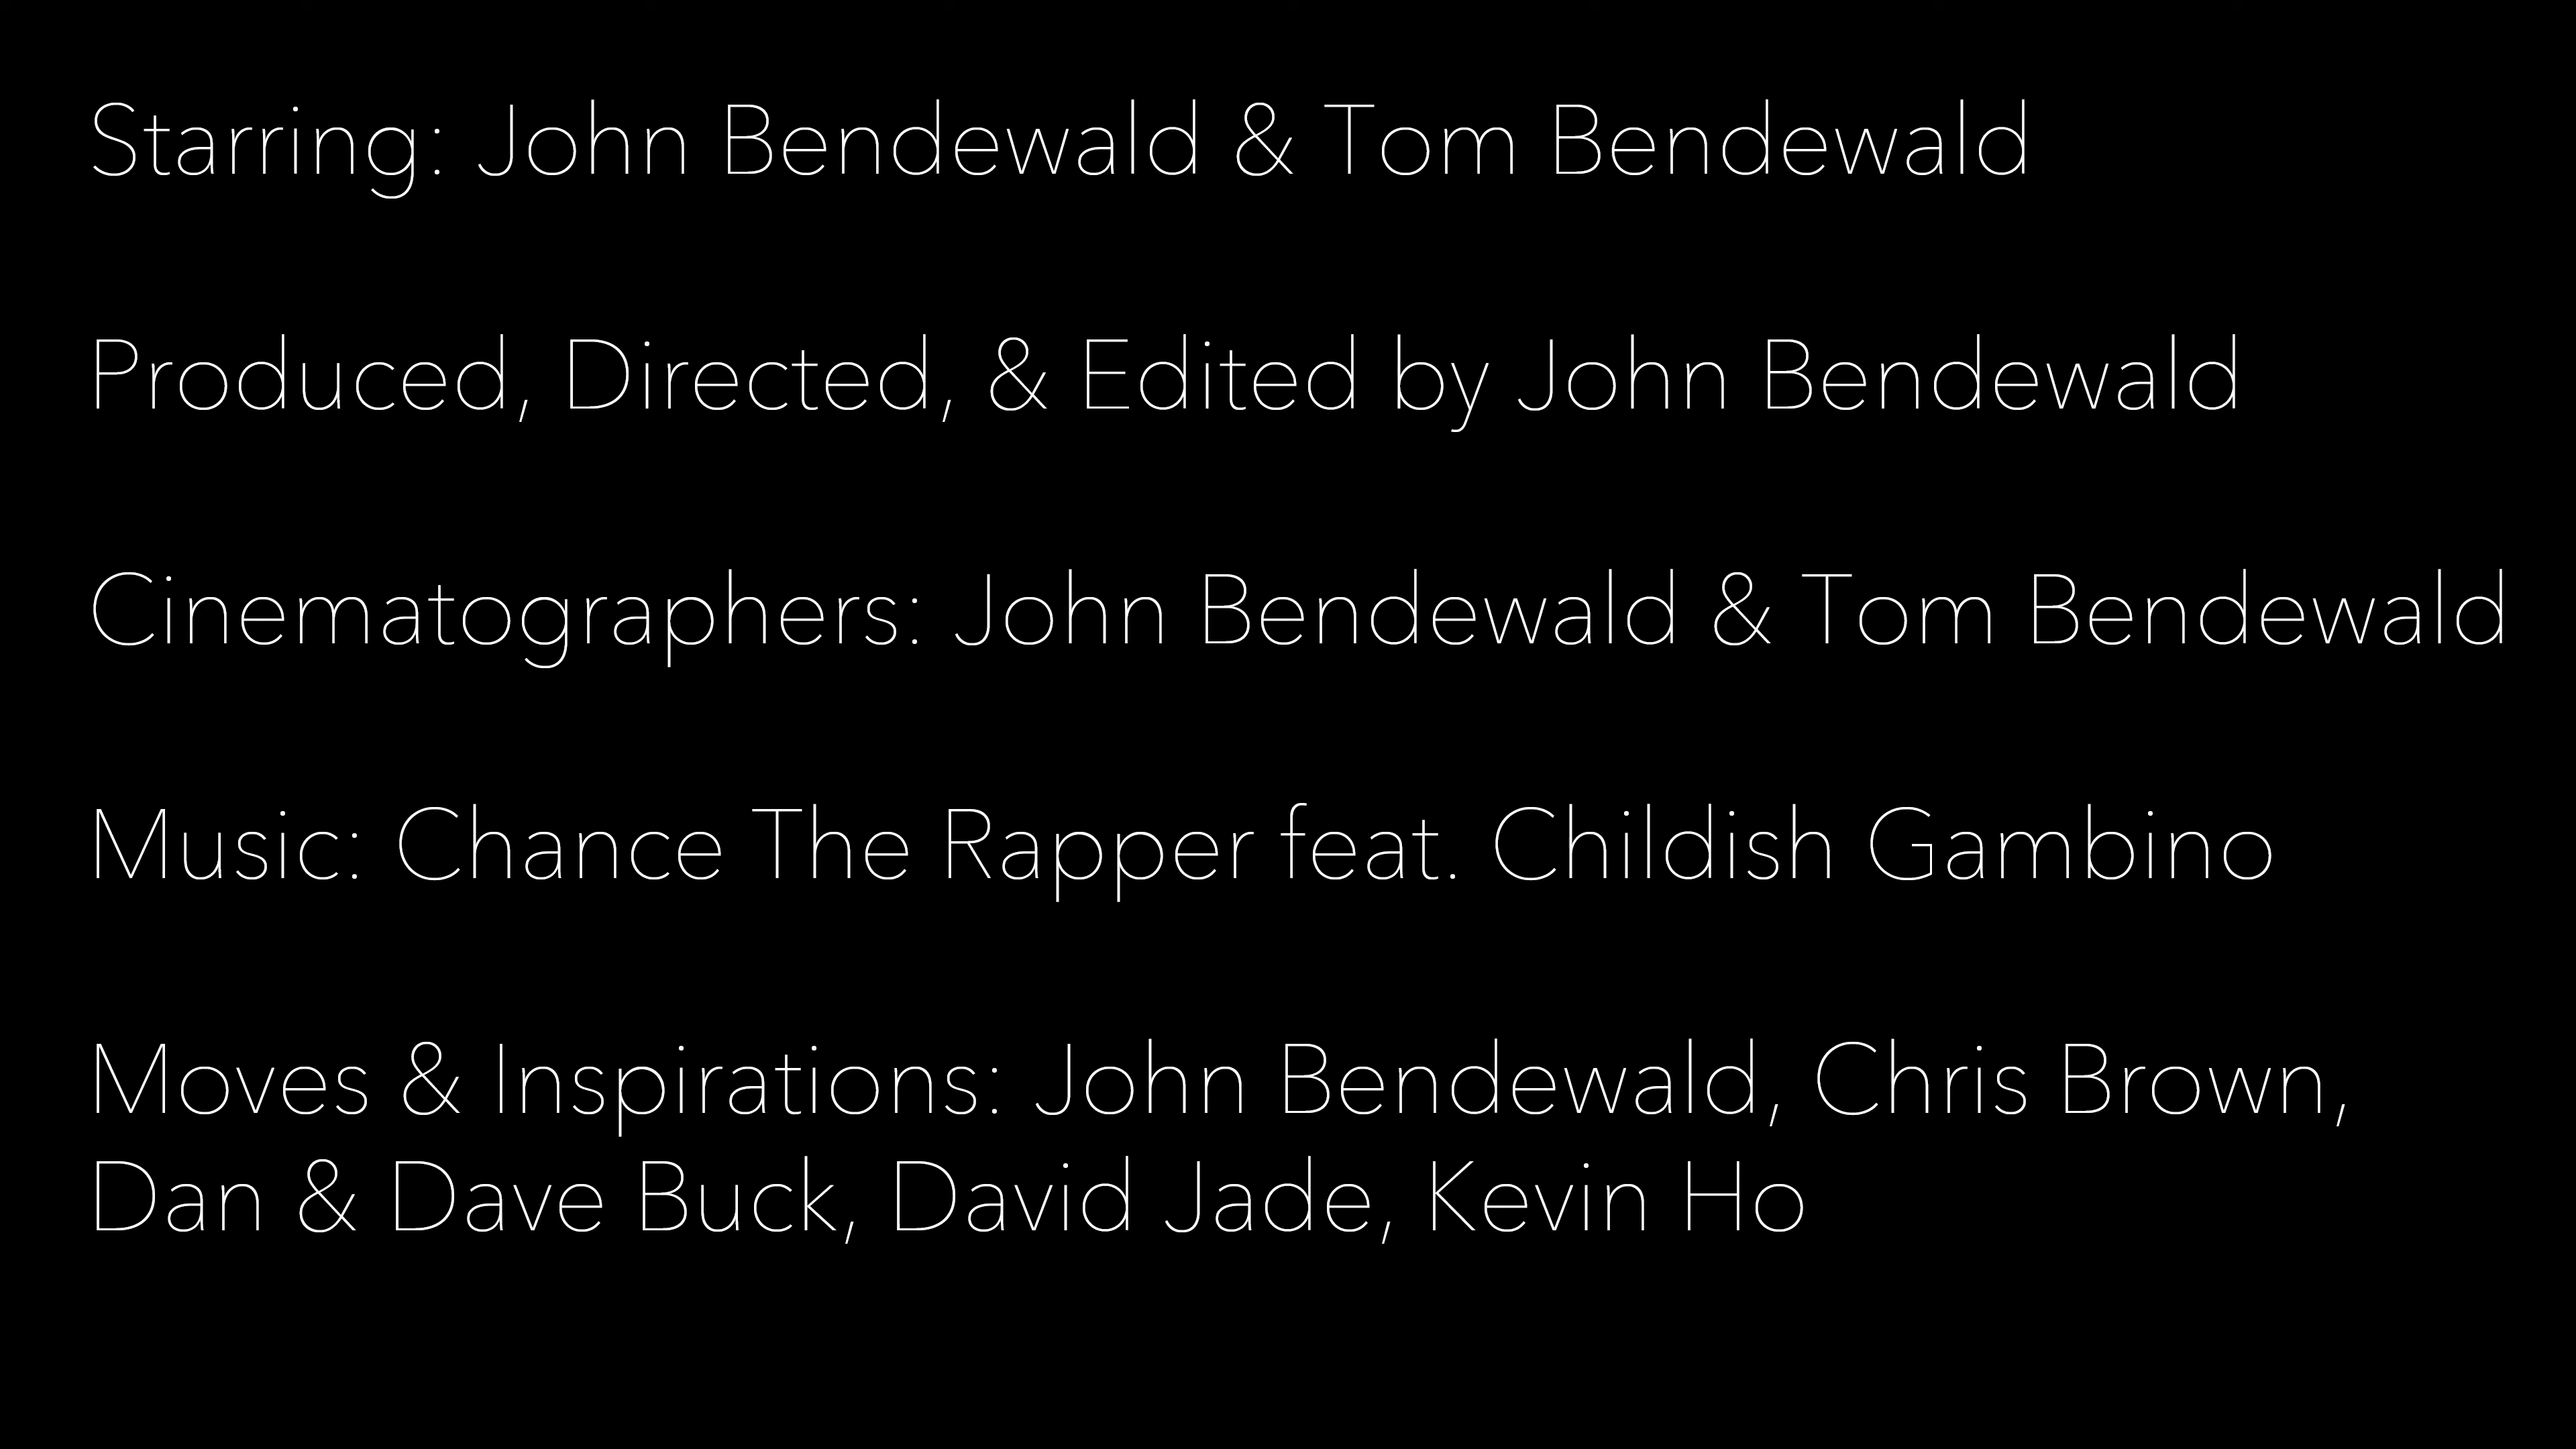 Starring: John Bendewald & Tom Bendewald
Produced, Directed, & Edited by John Bendewald
Cinematographers: John Bendewald & Tom Bendewald
Music: Chance The Rapper feat. Childish Gambino
Moves & Inspirations: John Bendewald, Chris Brown,
Dan & Dave Buck, David Jade, Kevin Ho